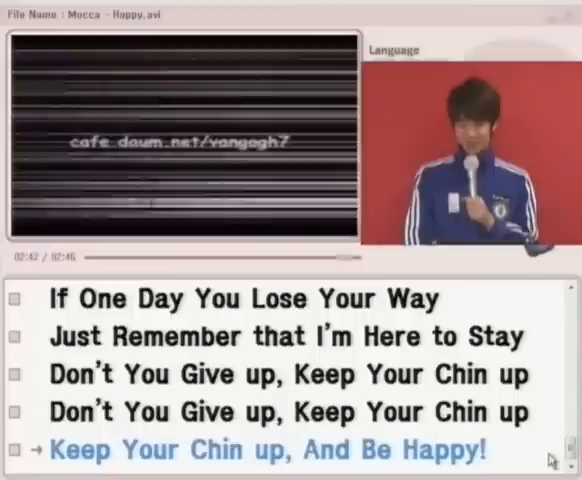 File Name : Mocca - Happy.avi
Language
cafe.daum.net/vangogh7
02:42 / 02:46
If One Day You Lose Your Way
Just Remember that I'm Here to Stay
Don't You Give up, Keep Your Chin up
Don't You Give up, Keep Your Chin up
→ Keep Your Chin up, And Be Happy!